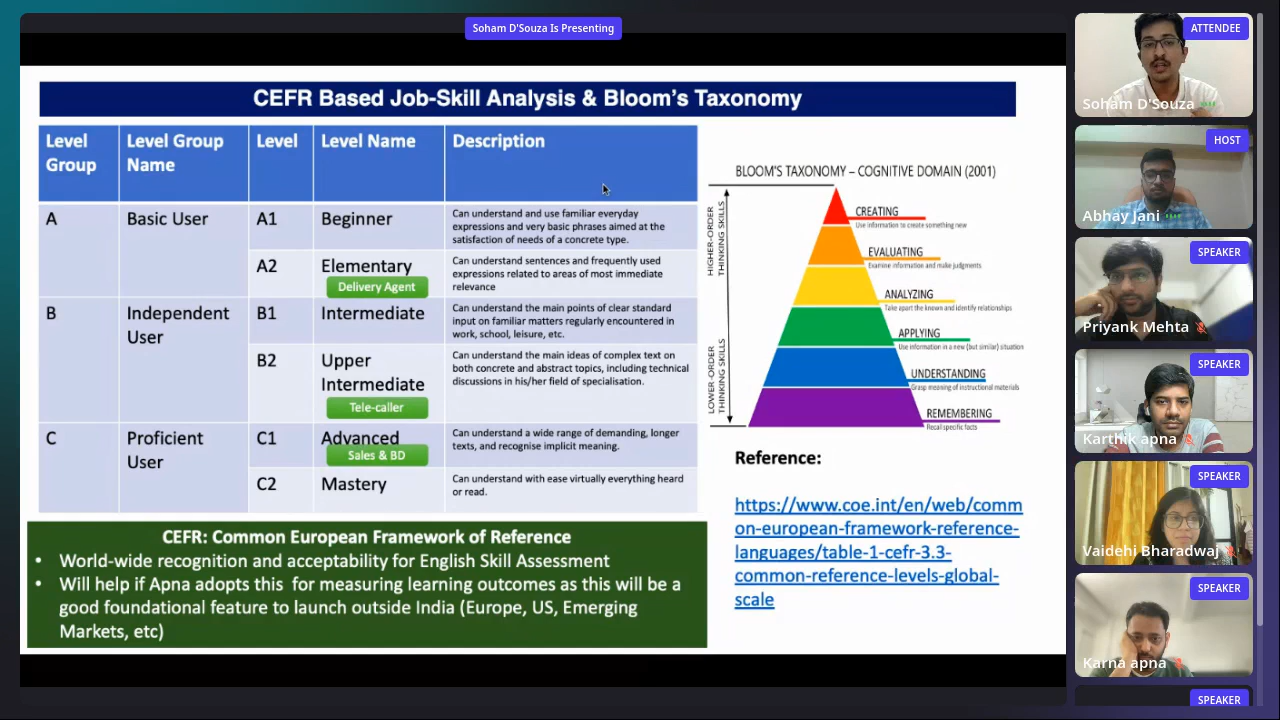 Soham D'Souza Is Presenting
CEFR Based Job-Skill Analysis & Bloom's Taxonomy
Level Group
Level Group Name
Level
Level Name
Description
A
Basic User
A1
Beginner
Can understand and use familiar everyday
expressions and very basic phrases aimed at the
satisfaction of needs of a concrete type.
A2
Elementary
Delivery Agent
Can understand sentences and frequently used
expressions related to areas of most immediate
relevance
B
Independent
User
B1
Intermediate
Can understand the main points of clear standard
input on familiar matters regularly encountered in
work, school, leisure, etc.
B2
Upper
Intermediate
Tele-caller
Can understand the main ideas of complex text on
both concrete and abstract topics, including technical
discussions in his/her field of specialisation.
C
Proficient
User
C1
Advanced
Sales & BD
Can understand a wide range of demanding, longer
texts, and recognise implicit meaning.
C2
Mastery
Can understand with ease virtually everything heard
or read.
CEFR: Common European Framework of Reference
• World-wide recognition and acceptability for English Skill Assessment
• Will help if Apna adopts this for measuring learning outcomes as this will be a
good foundational feature to launch outside India (Europe, US, Emerging
Markets, etc)
BLOOM'S TAXONOMY – COGNITIVE DOMAIN (2001)
HIGHER-ORDER
THINKING SKILLS
LOWER-ORDER
THINKING SKILLS
CREATING
Use information to create something new
EVALUATING
Examine information and make judgments
ANALYZING
Take apart the known and identify relationships
APPLYING
Use information in a new (but similar) situation
UNDERSTANDING
Grasp meaning of instructional materials
REMEMBERING
Recall specific facts
Reference:
https://www.coe.int/en/web/comm
on-european-framework-reference-
languages/table-1-cefr-3.3-
common-reference-levels-global-
scale
ATTENDEE
Soham D'Souza
HOST
Abhay Jani
SPEAKER
Priyank Mehta
SPEAKER
Karthik apna
SPEAKER
Vaidehi Bharadwaj
SPEAKER
Karna apna
SPEAKER